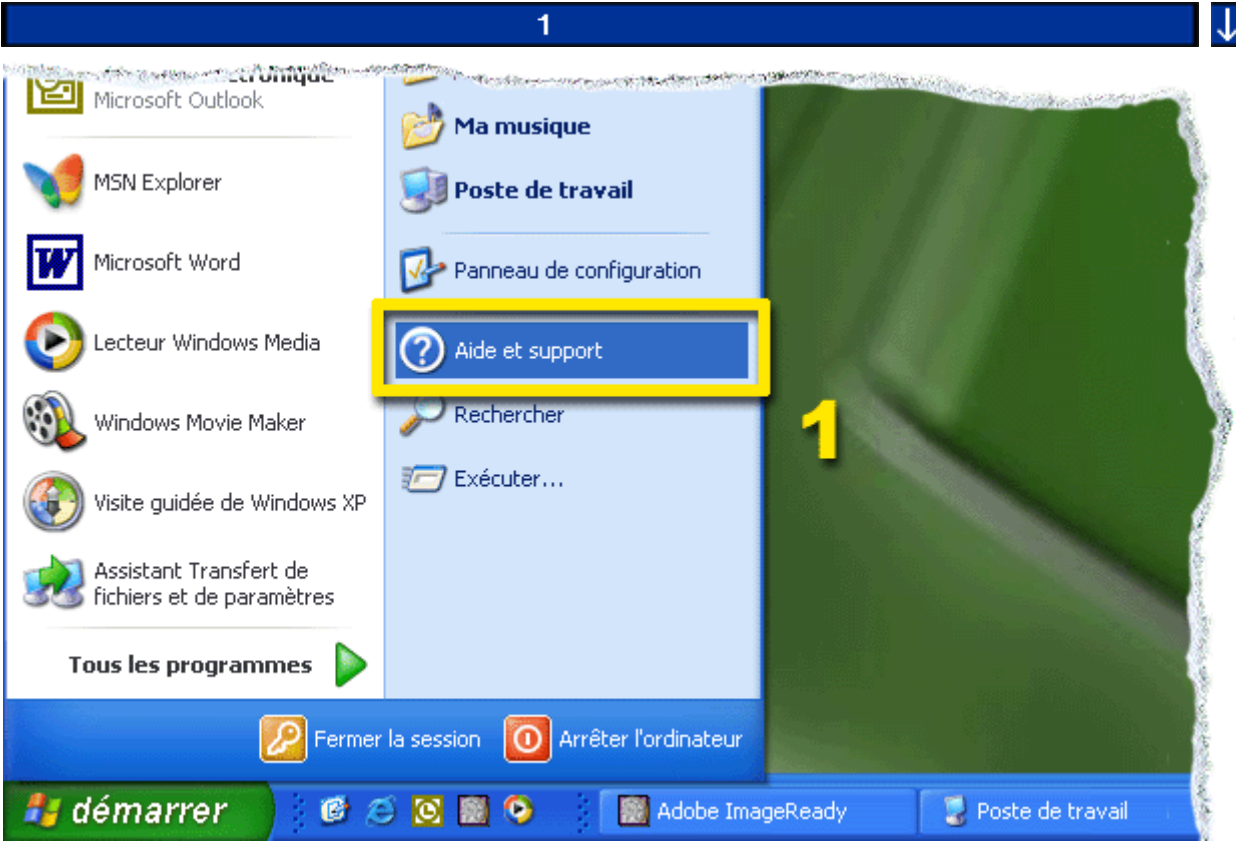 1
↓
électronique
Microsoft Outlook
MSN Explorer
Microsoft Word
Lecteur Windows Media
Windows Movie Maker
Visite guidée de Windows XP
Assistant Transfert de
fichiers et de paramètres
Tous les programmes
Ma musique
Poste de travail
Panneau de configuration
Aide et support
Rechercher
Exécuter...
1
Fermer la session
Arrêter l'ordinateur
démarrer
Adobe ImageReady
Poste de travail